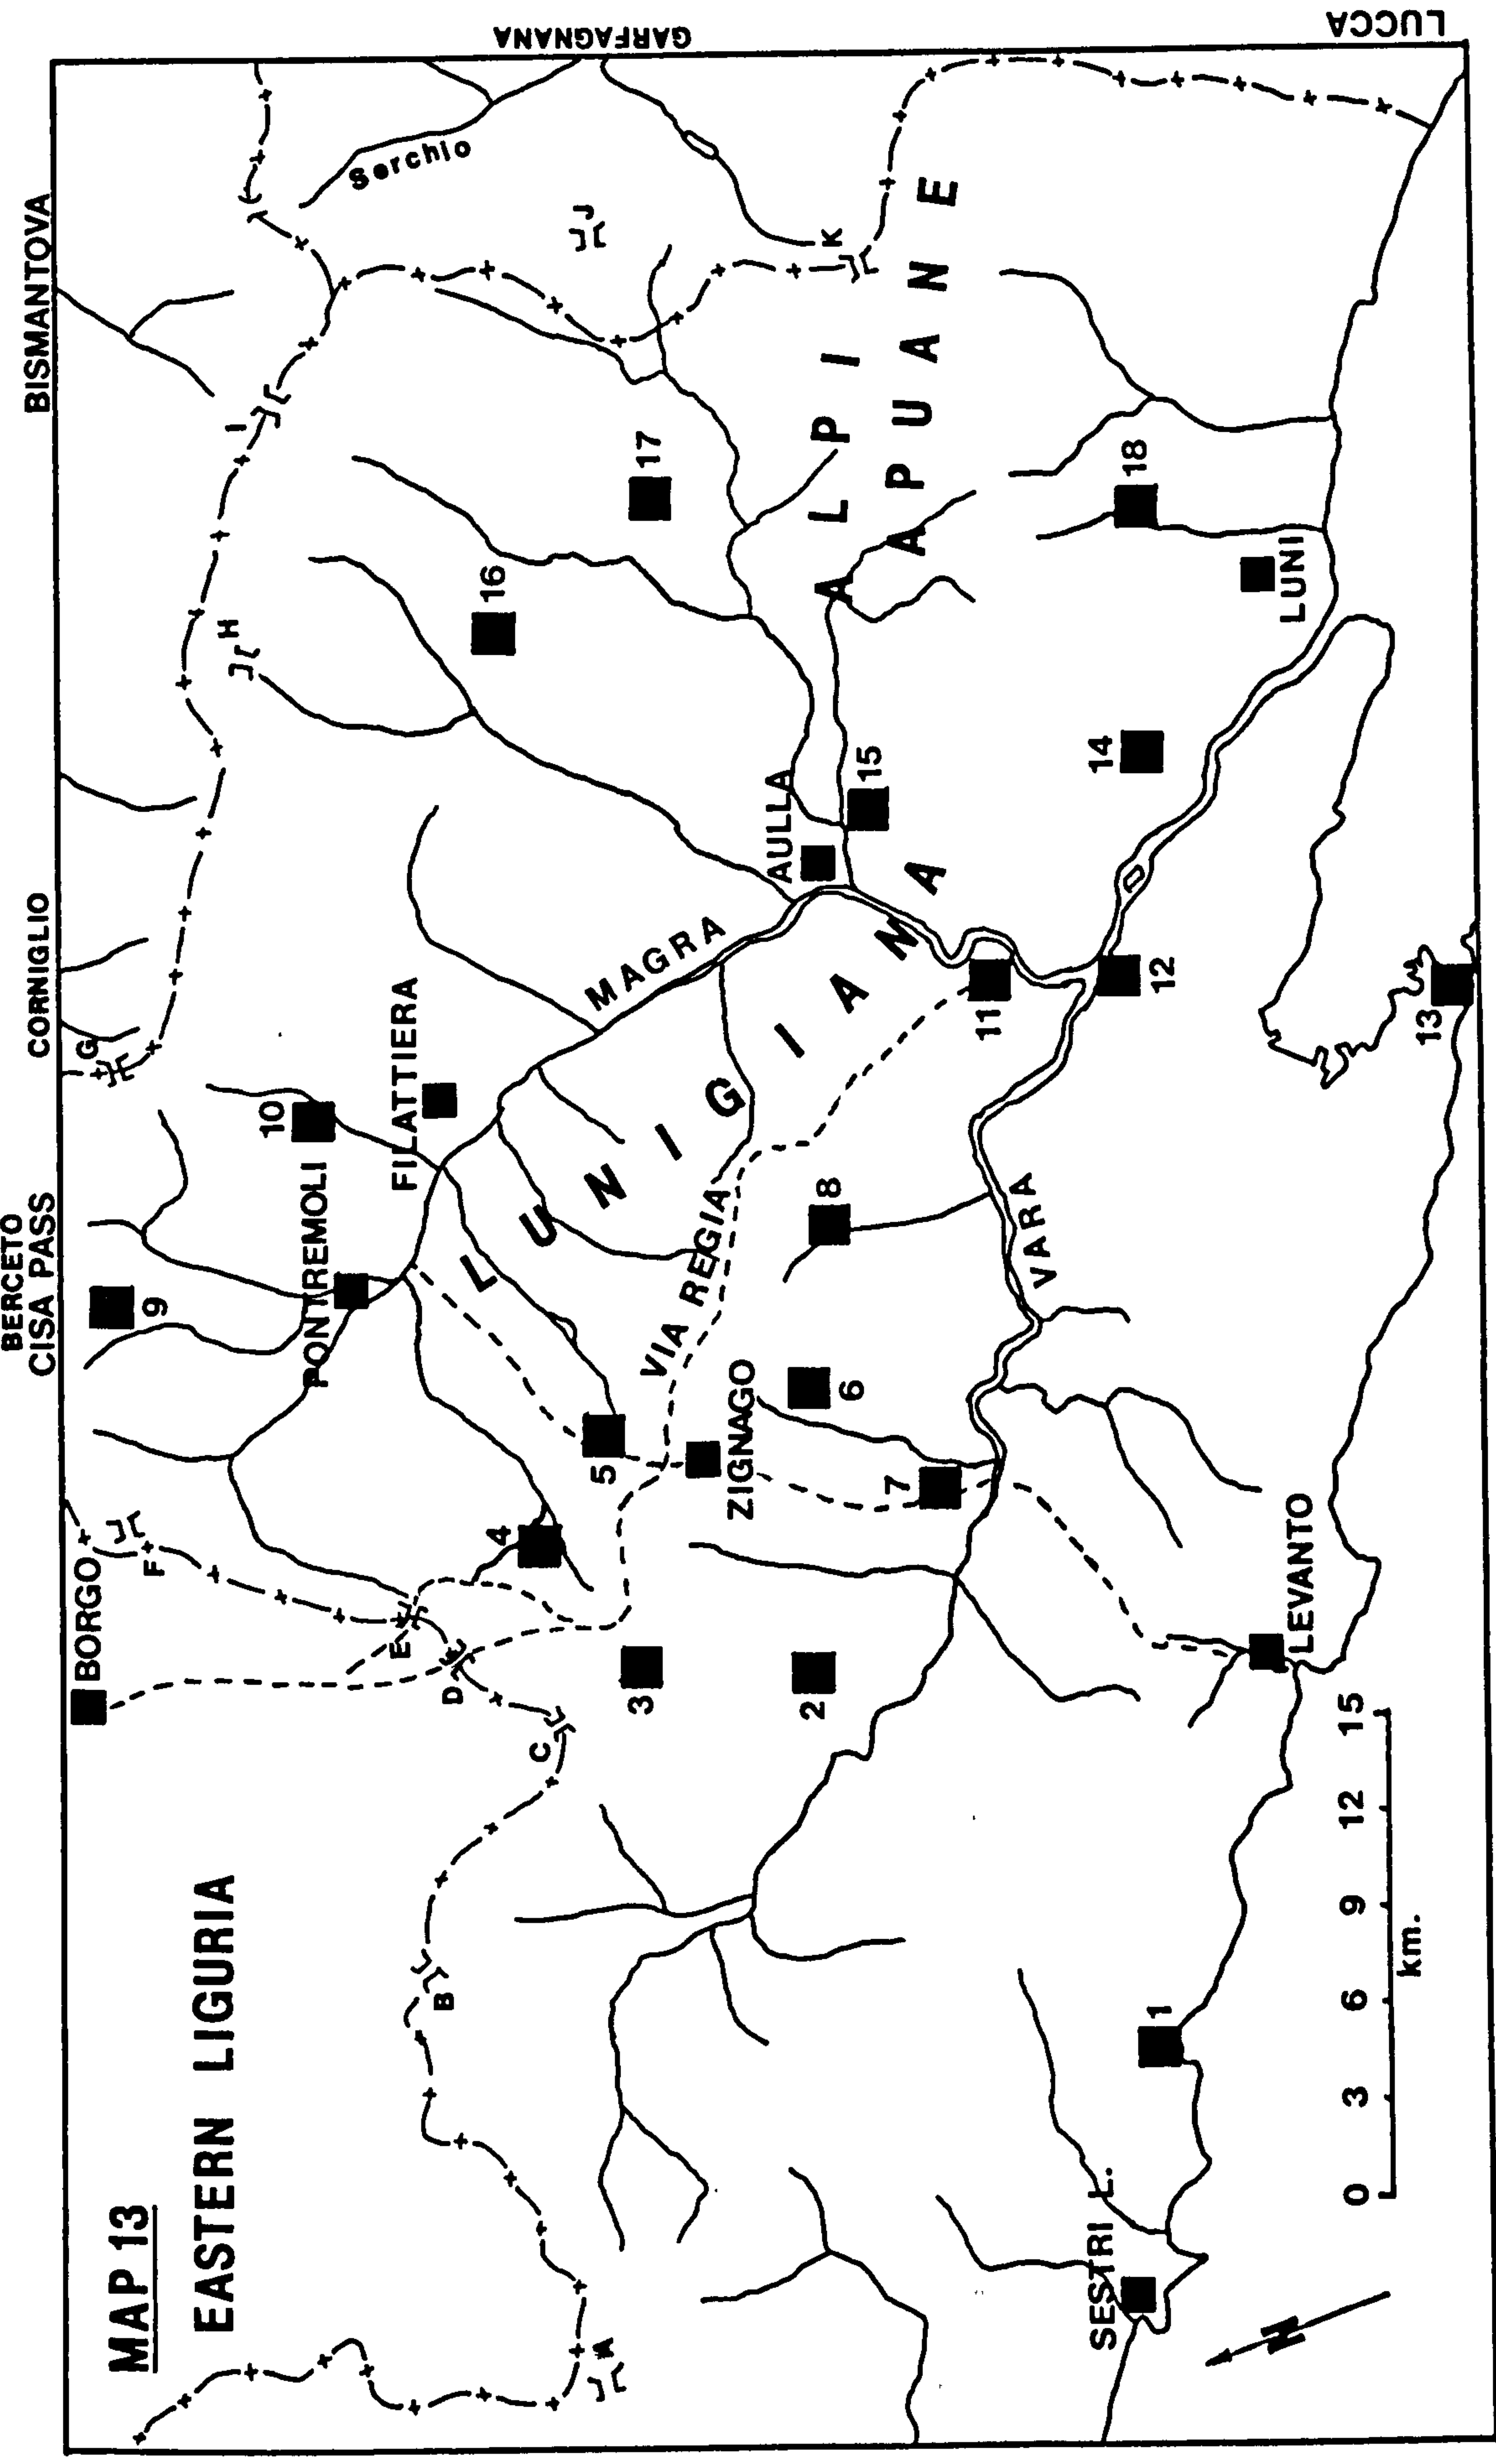 MAP 13
EASTERN LIGURIA
BERCETO
CISA PASS
CORNIGLIO
BISMANTOVA
GARFAGNANA
LUCCA
BORGO
F
E
D
C
B
A
G
H
I
J
K
Serchio
9
10
PONTREMOLI
FILATTIERA
MAGRA
LUNIGIANA
VIA REGIA
ZIGNAGO
4
5
3
2
6
7
8
16
17
AULLA
15
ALPI
APUANE
11
12
13
14
18
LUNI
VARA
LEVANTO
1
SESTRI L.
0 3 6 9 12 15
km.
N